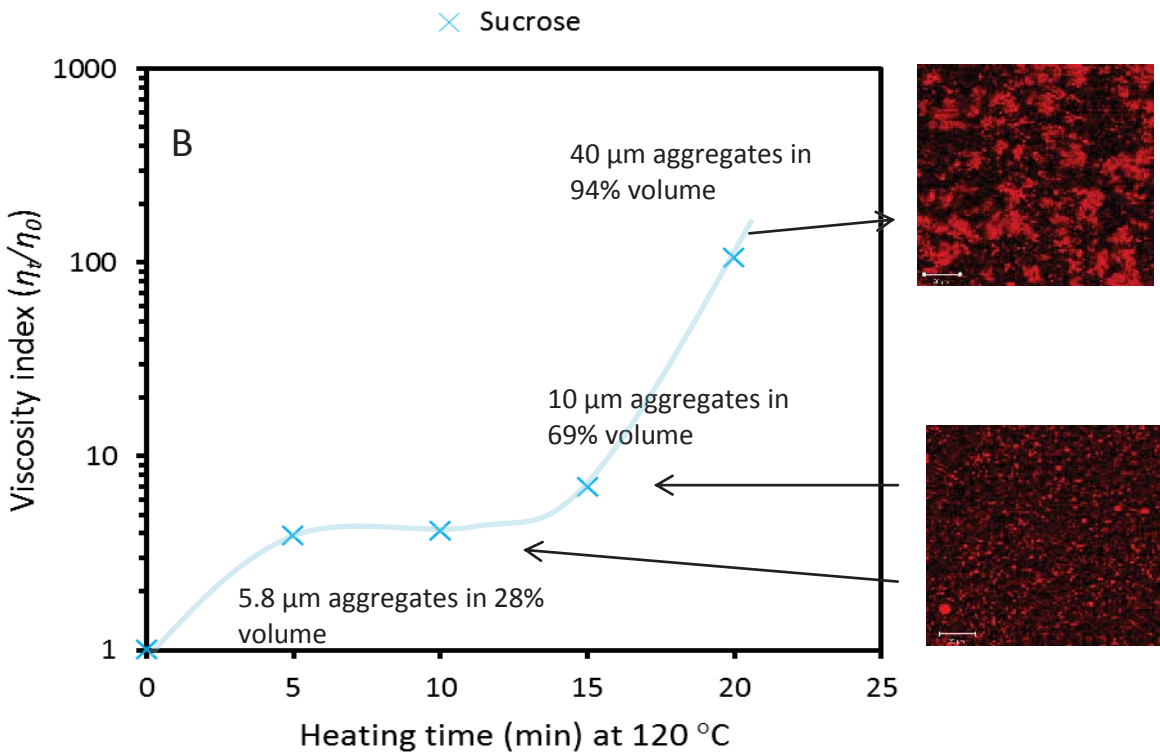 × Sucrose
1000
100
10
1
B
40 µm aggregates in
94% volume
10 µm aggregates in
69% volume
5.8 µm aggregates in 28%
volume
0 5 10 15 20 25
Heating time (min) at 120 °C
Viscosity index (ηt/η0)